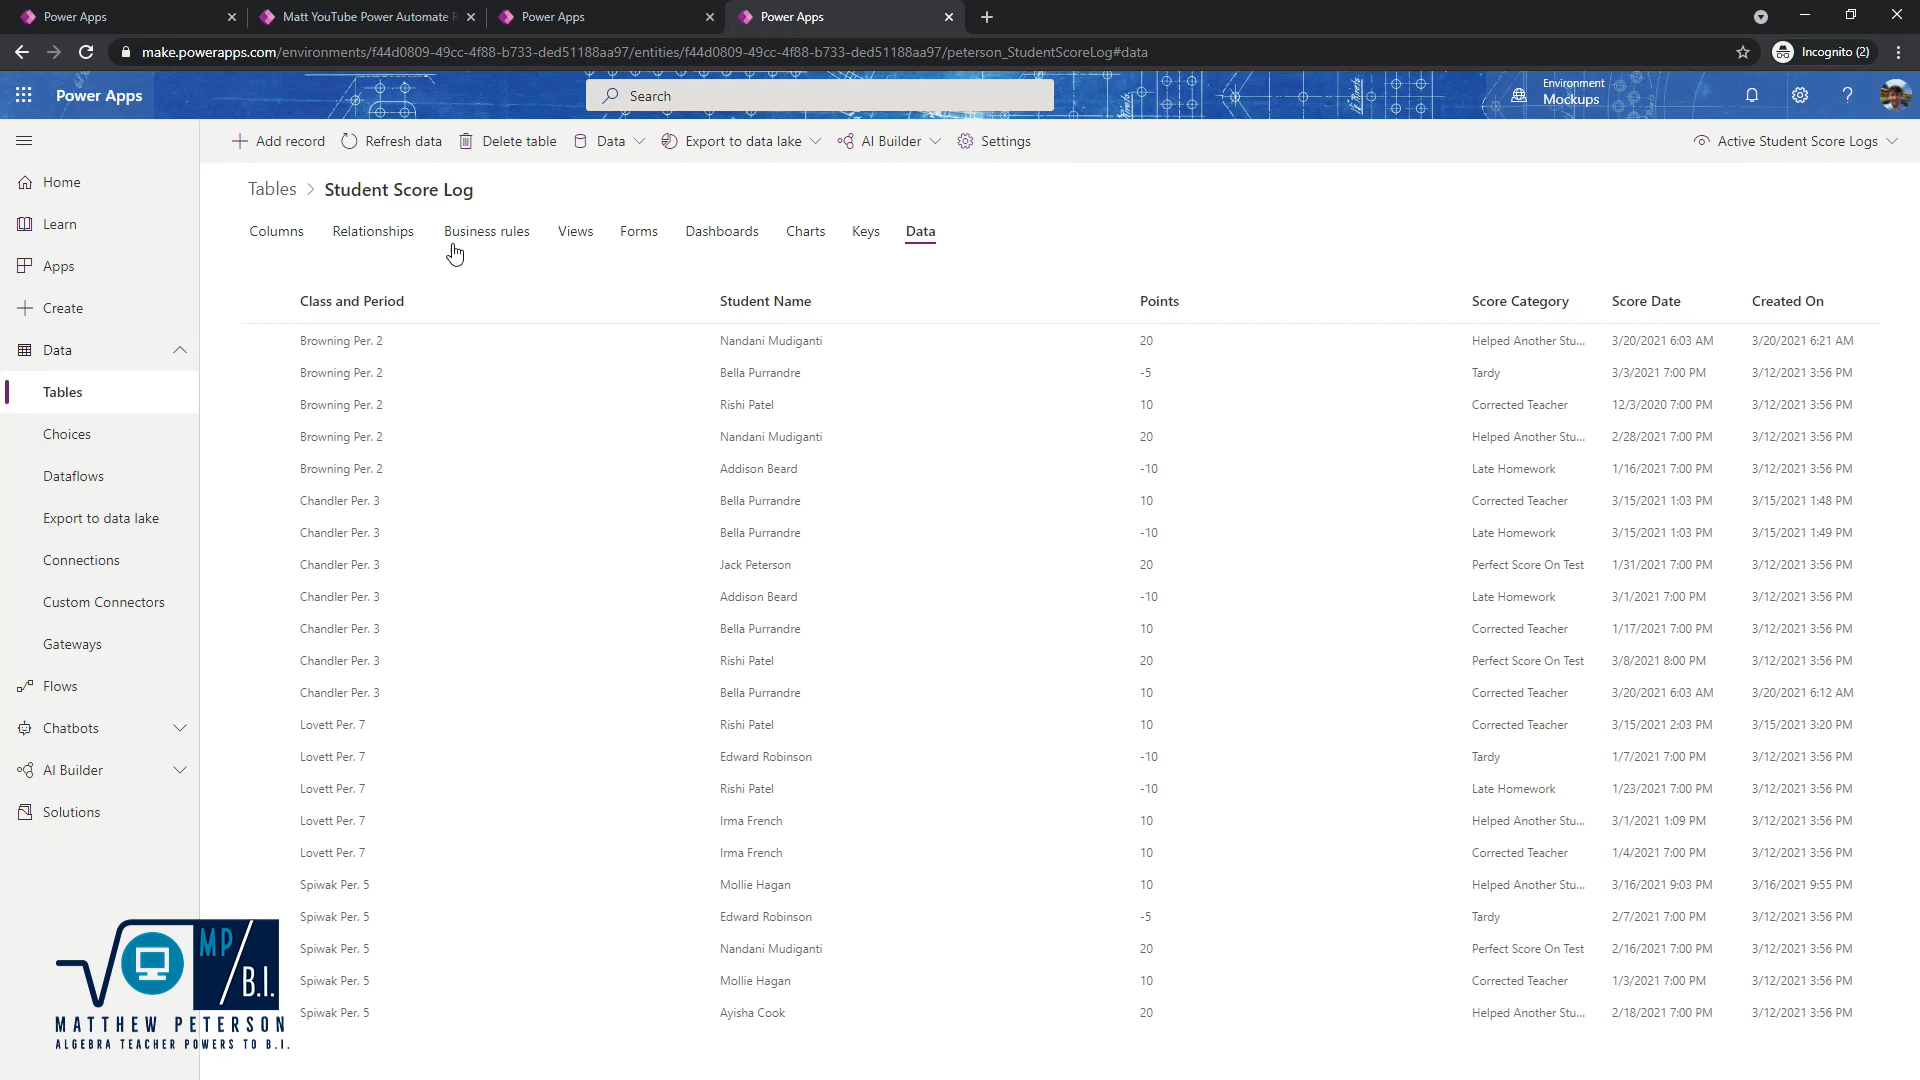 Power Apps
Matt YouTube Power Automate R
Power Apps
Power Apps
make.powerapps.com/environments/f44d0809-49cc-4f88-b733-ded51188aa97/entities/f44d0809-49cc-4f88-b733-ded51188aa97/peterson_StudentScoreLog#data
Incognito (2)
Power Apps
Search
Environment
Mockups
Add record
Refresh data
Delete table
Data
Export to data lake
AI Builder
Settings
Active Student Score Logs
Home
Learn
Apps
Create
Data
Tables
Choices
Dataflows
Export to data lake
Connections
Custom Connectors
Gateways
Flows
Chatbots
AI Builder
Solutions
Tables > Student Score Log
Columns Relationships Business rules Views Forms Dashboards Charts Keys Data
Class and Period Student Name Points Score Category Score Date Created On
Browning Per. 2 Nandani Mudiganti 20 Helped Another Stu... 3/20/2021 6:03 AM 3/20/2021 6:21 AM
Browning Per. 2 Bella Purrandre -5 Tardy 3/3/2021 7:00 PM 3/12/2021 3:56 PM
Browning Per. 2 Rishi Patel 10 Corrected Teacher 12/3/2020 7:00 PM 3/12/2021 3:56 PM
Browning Per. 2 Nandani Mudiganti 20 Helped Another Stu... 2/28/2021 7:00 PM 3/12/2021 3:56 PM
Browning Per. 2 Addison Beard -10 Late Homework 1/16/2021 7:00 PM 3/12/2021 3:56 PM
Chandler Per. 3 Bella Purrandre 10 Corrected Teacher 3/15/2021 1:03 PM 3/15/2021 1:48 PM
Chandler Per. 3 Bella Purrandre -10 Late Homework 3/15/2021 1:03 PM 3/15/2021 1:49 PM
Chandler Per. 3 Jack Peterson 20 Perfect Score On Test 1/31/2021 7:00 PM 3/12/2021 3:56 PM
Chandler Per. 3 Addison Beard -10 Late Homework 3/1/2021 7:00 PM 3/12/2021 3:56 PM
Chandler Per. 3 Bella Purrandre 10 Corrected Teacher 1/17/2021 7:00 PM 3/12/2021 3:56 PM
Chandler Per. 3 Rishi Patel 20 Perfect Score On Test 3/8/2021 8:00 PM 3/12/2021 3:56 PM
Chandler Per. 3 Bella Purrandre 10 Corrected Teacher 3/20/2021 6:03 AM 3/20/2021 6:12 AM
Lovett Per. 7 Rishi Patel 10 Corrected Teacher 3/15/2021 2:03 PM 3/15/2021 3:20 PM
Lovett Per. 7 Edward Robinson -10 Tardy 1/7/2021 7:00 PM 3/12/2021 3:56 PM
Lovett Per. 7 Rishi Patel -10 Late Homework 1/23/2021 7:00 PM 3/12/2021 3:56 PM
Lovett Per. 7 Irma French 10 Helped Another Stu... 3/1/2021 1:09 PM 3/12/2021 3:56 PM
Lovett Per. 7 Irma French 10 Corrected Teacher 1/4/2021 7:00 PM 3/12/2021 3:56 PM
Spiwak Per. 5 Mollie Hagan 10 Helped Another Stu... 3/16/2021 9:03 PM 3/16/2021 9:55 PM
Spiwak Per. 5 Edward Robinson -5 Tardy 2/7/2021 7:00 PM 3/12/2021 3:56 PM
Spiwak Per. 5 Nandani Mudiganti 20 Perfect Score On Test 2/16/2021 7:00 PM 3/12/2021 3:56 PM
Spiwak Per. 5 Mollie Hagan 10 Corrected Teacher 1/3/2021 7:00 PM 3/12/2021 3:56 PM
Spiwak Per. 5 Ayisha Cook 20 Helped Another Stu... 2/18/2021 7:00 PM 3/12/2021 3:56 PM
MP/B.I.
MATTHEW PETERSON
ALGEBRA TEACHER POWERS TO B.I.